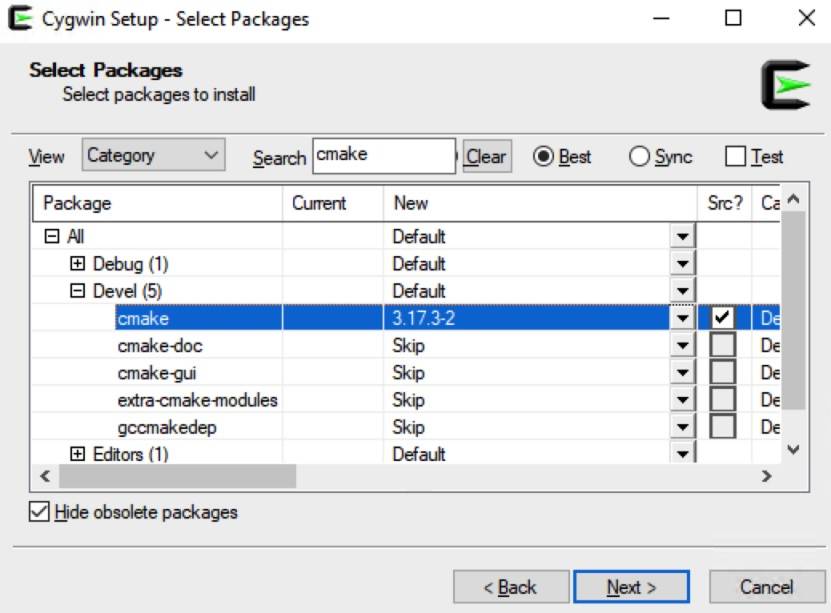 Cygwin Setup - Select Packages
Select Packages
Select packages to install
View Category Search cmake Clear Best Sync Test
Package Current New Src? Ca
All Default
Debug (1) Default
Devel (5) Default
cmake 3.17.3-2 De
cmake-doc Skip De
cmake-gui Skip De
extra-cmake-modules Skip De
gccmakedep Skip De
Editors (1) Default
Hide obsolete packages
< Back Next > Cancel